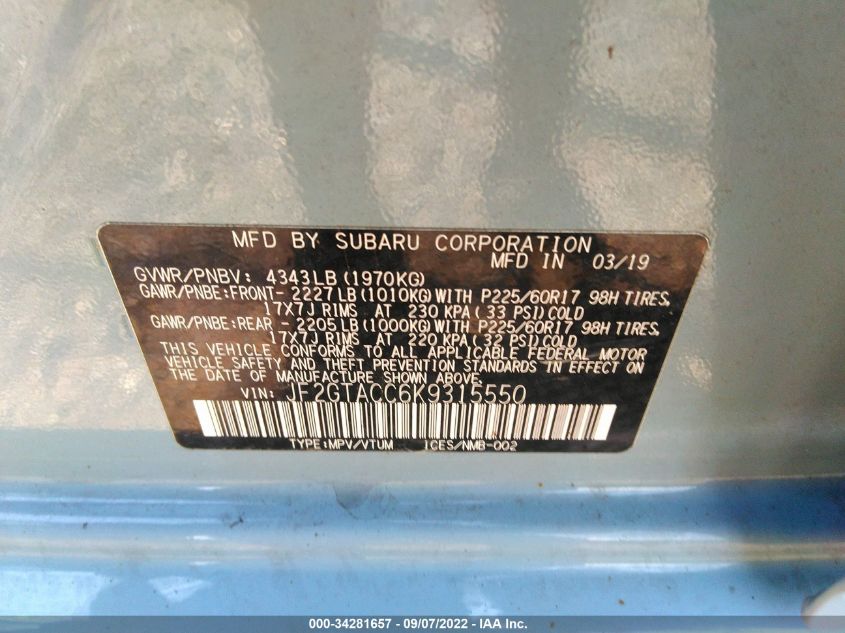 MFD BY SUBARU CORPORATION
MFD IN 03/19
GVWR/PNBV: 4343LB (1970KG)
GAWR/PNBE:FRONT- 2227LB (1010KG) WITH P225/60R17 98H TIRES,
17X7J RIMS AT 230 KPA ( 33 PSI) COLD
GAWR/PNBE:REAR - 2205LB (1000KG) WITH P225/60R17 98H TIRES,
17X7J RIMS AT 220 KPA ( 32 PSI) COLD
THIS VEHICLE CONFORMS TO ALL APPLICABLE FEDERAL MOTOR
VEHICLE SAFETY AND THEFT PREVENTION STANDARDS IN EFFECT ON
THE DATE OF MANUFACTURE SHOWN ABOVE.
VIN: JF2GTACC6K9315550
TYPE:MPV/VTUM ICES/NMB-002
000-34281657 - 09/07/2022 - IAA Inc.